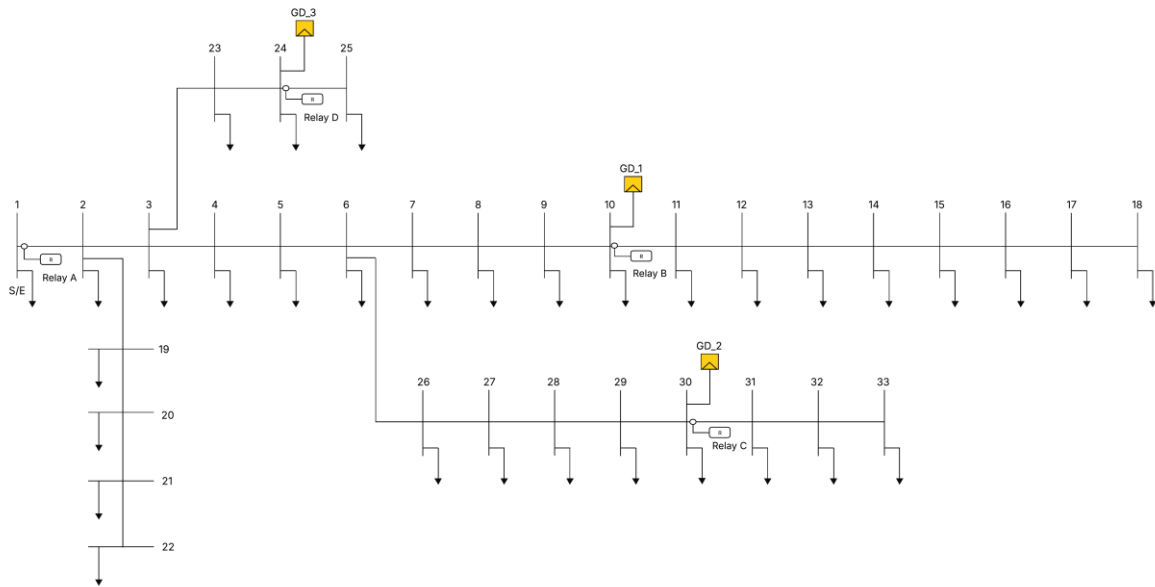 GD_3
23 24 25
R
Relay D
GD_1
1 2 3 4 5 6 7 8 9 10 11 12 13 14 15 16 17 18
R
Relay A
R
Relay B
S/E
19
GD_2
26 27 28 29 30 31 32 33
20
R
Relay C
21
22